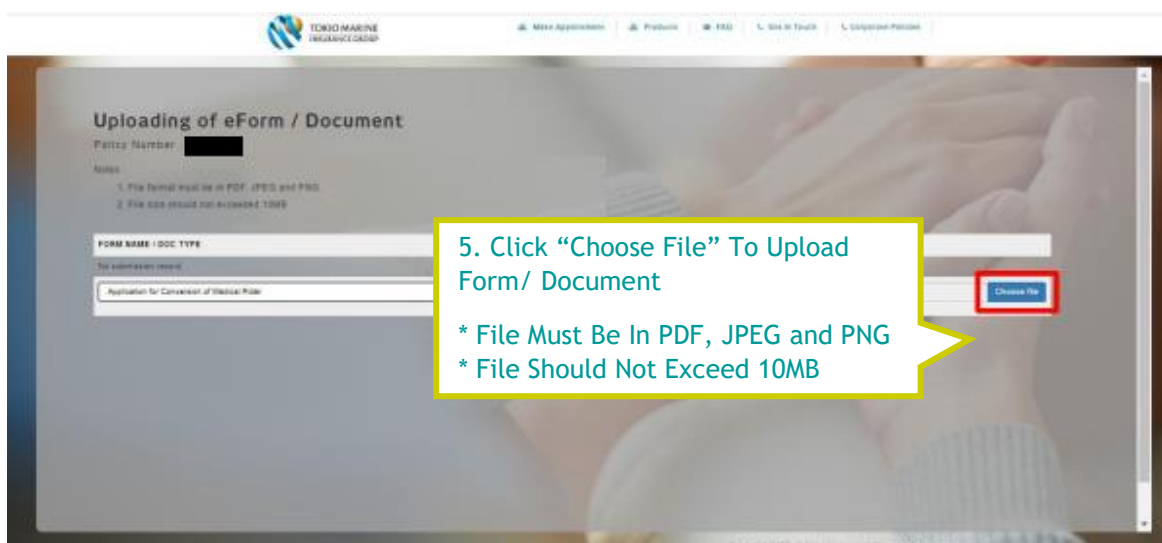 TOKIO MARINE
INSURANCE GROUP
Make Appointment
Products
FAQ
Get In Touch
Corporate Policies
Uploading of eForm / Document
Policy Number
Notes:
1. File format must be in PDF, JPEG and PNG
2. File size should not exceeded 10MB
FORM NAME / DOC TYPE
No submission record
Application for Conversion of Medical Rider
Choose file
5. Click “Choose File” To Upload
Form/ Document
* File Must Be In PDF, JPEG and PNG
* File Should Not Exceed 10MB